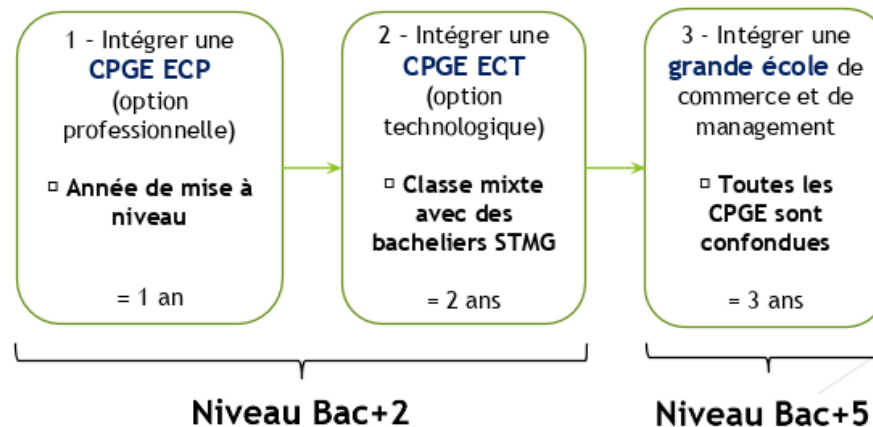 1 - Intégrer une
CPGE ECP
(option
professionnelle)
▫ Année de mise à
niveau
= 1 an
2 - Intégrer une
CPGE ECT
(option
technologique)
▫ Classe mixte
avec des
bacheliers STMG
= 2 ans
3 - Intégrer une
grande école de
commerce et de
management
▫ Toutes les
CPGE sont
confondues
= 3 ans
Niveau Bac+2
Niveau Bac+5